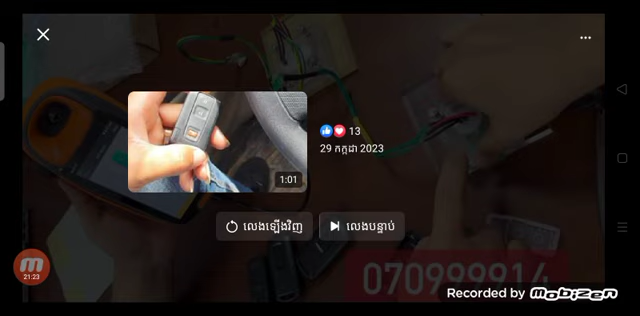 13
29 កក្កដា 2023
1:01
លេងឡើងវិញ
លេងបន្ទាប់
21:23
070999914
Recorded by mobizen